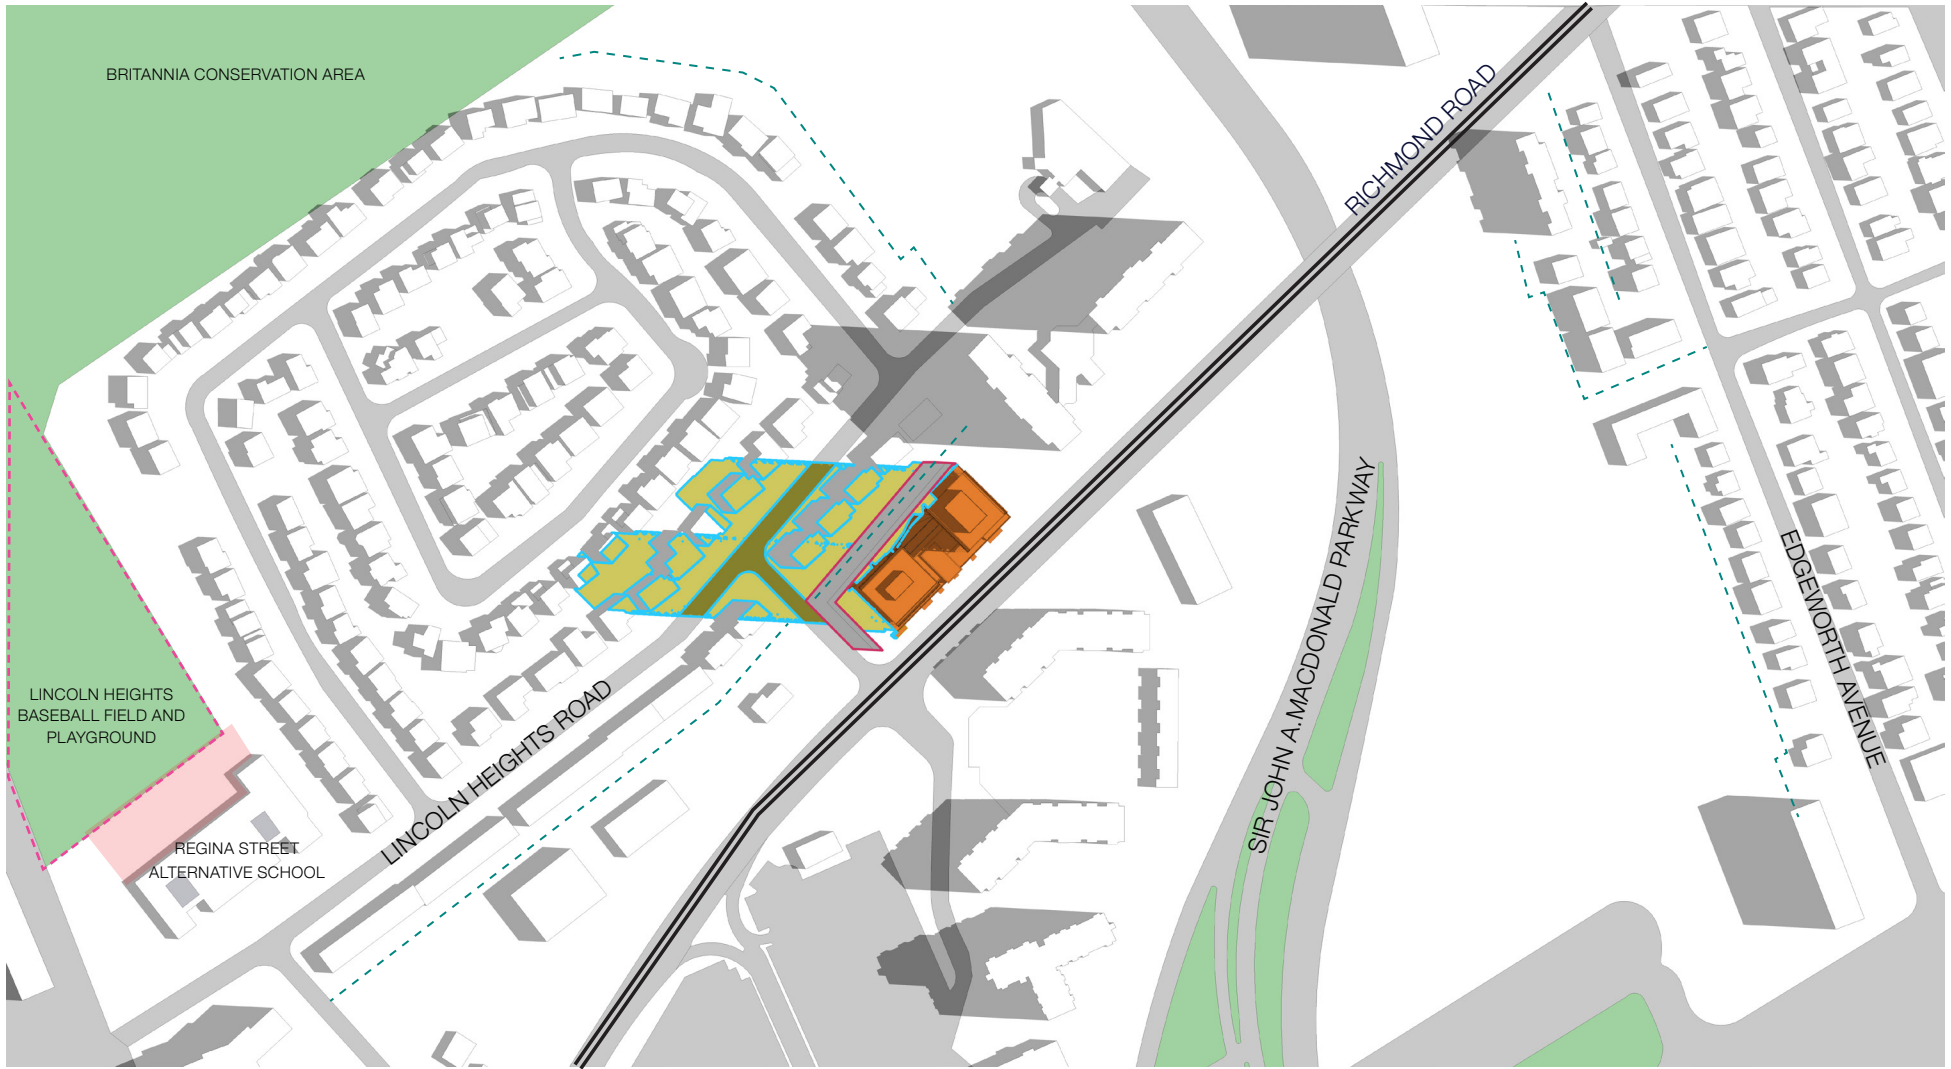 BRITANNIA CONSERVATION AREA
RICHMOND ROAD
SIR JOHN A.MACDONALD PARKWAY
EDGEWORTH AVENUE
LINCOLN HEIGHTS
BASEBALL FIELD AND
PLAYGROUND
LINCOLN HEIGHTS ROAD
REGINA STREET
ALTERNATIVE SCHOOL